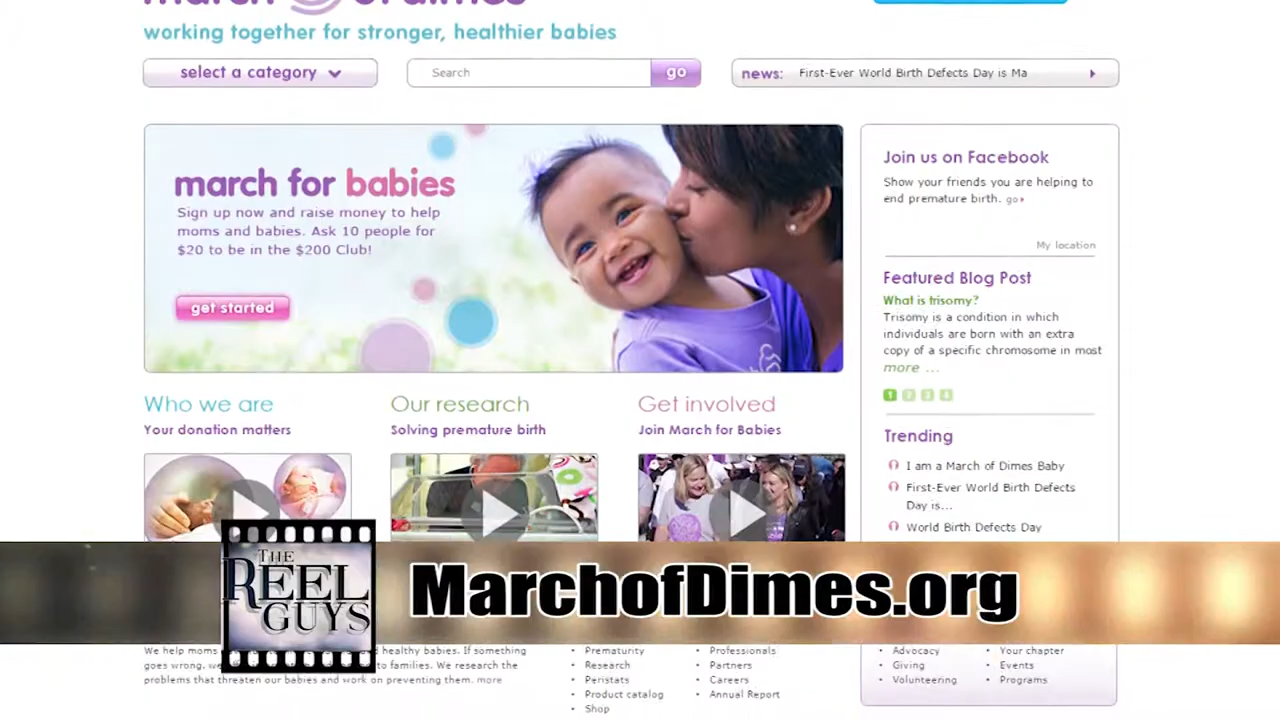 march of dimes
working together for stronger, healthier babies
select a category
Search
go
news: First-Ever World Birth Defects Day is Ma
march for babies
Sign up now and raise money to help
moms and babies. Ask 10 people for
$20 to be in the $200 Club!
get started
Join us on Facebook
Show your friends you are helping to
end premature birth. go
My location
Featured Blog Post
What is trisomy?
Trisomy is a condition in which
individuals are born with an extra
copy of a specific chromosome in most
more ...
1 2 3 4
Who we are
Your donation matters
Our research
Solving premature birth
Get involved
Join March for Babies
Trending
I am a March of Dimes Baby
First-Ever World Birth Defects
Day is...
World Birth Defects Day
THE
REEL
GUYS
MarchofDimes.org
We help moms
healthy babies. If something
goes wrong, we
to families. We research the
problems that threaten our babies and work on preventing them. more
Prematurity
Research
Peristats
Product catalog
Shop
Professionals
Partners
Careers
Annual Report
Advocacy
Giving
Volunteering
Your chapter
Events
Programs